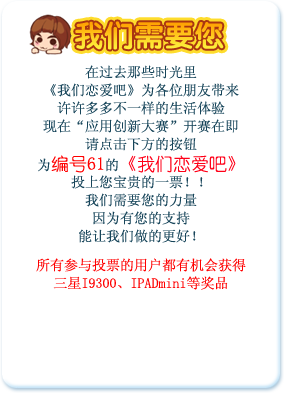 我们需要您
在过去那些时光里
《我们恋爱吧》为各位朋友带来
许许多多不一样的生活体验
现在“应用创新大赛”开赛在即
请点击下方的按钮
为编号61的《我们恋爱吧》
投上您宝贵的一票！！
我们需要您的力量
因为有您的支持
能让我们做的更好！
所有参与投票的用户都有机会获得
三星I9300、IPADmini等奖品